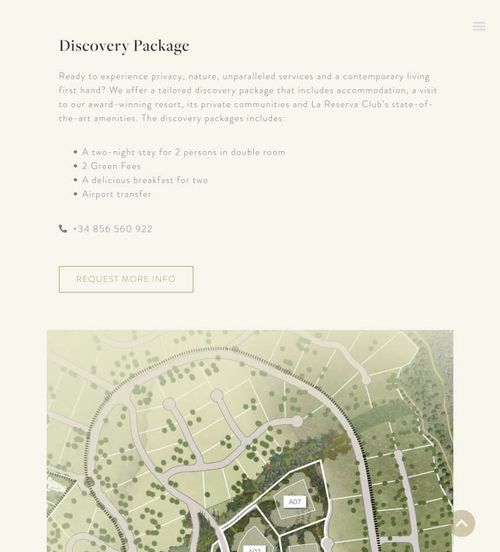 Discovery Package
Ready to experience privacy, nature, unparalleled services and a contemporary living
first hand? We offer a tailored discovery package that includes accommodation, a visit
to our award-winning resort, its private communities and La Reserva Club's state-of-
the-art amenities. The discovery packages includes:
A two-night stay for 2 persons in double room
2 Green Fees
A delicious breakfast for two
Airport transfer
+34 856 560 922
REQUEST MORE INFO
A07